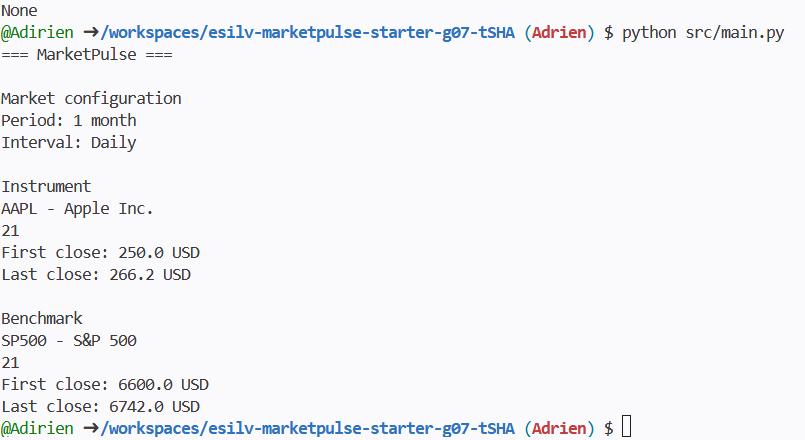 None
@Adirien ➜/workspaces/esilv-marketpulse-starter-g07-tSHA (Adrien) $ python src/main.py
=== MarketPulse ===
Market configuration
Period: 1 month
Interval: Daily
Instrument
AAPL - Apple Inc.
21
First close: 250.0 USD
Last close: 266.2 USD
Benchmark
SP500 - S&P 500
21
First close: 6600.0 USD
Last close: 6742.0 USD
@Adirien ➜/workspaces/esilv-marketpulse-starter-g07-tSHA (Adrien) $